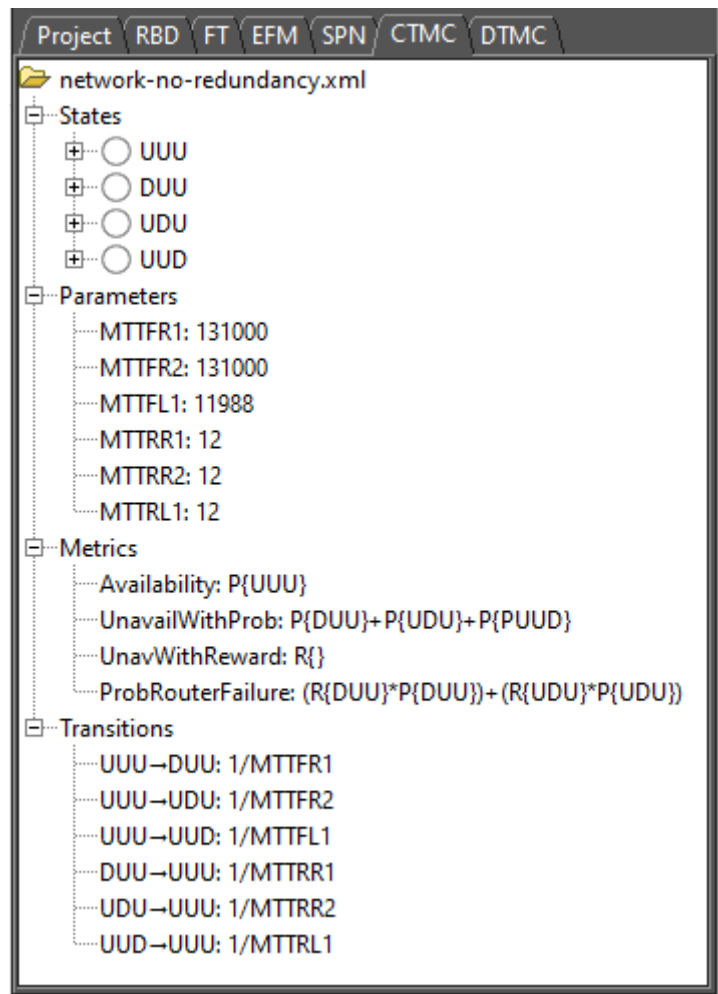 Project RBD FT EFM SPN CTMC DTMC
network-no-redundancy.xml
States
UUU
DUU
UDU
UUD
Parameters
MTTFR1: 131000
MTTFR2: 131000
MTTFL1: 11988
MTTRR1: 12
MTTRR2: 12
MTTRL1: 12
Metrics
Availability: P{UUU}
UnavailWithProb: P{DUU}+P{UDU}+P{PUUD}
UnavWithReward: R{}
ProbRouterFailure: (R{DUU}*P{DUU})+(R{UDU}*P{UDU})
Transitions
UUU→DUU: 1/MTTFR1
UUU→UDU: 1/MTTFR2
UUU→UUD: 1/MTTFL1
DUU→UUU: 1/MTTRR1
UDU→UUU: 1/MTTRR2
UUD→UUU: 1/MTTRL1